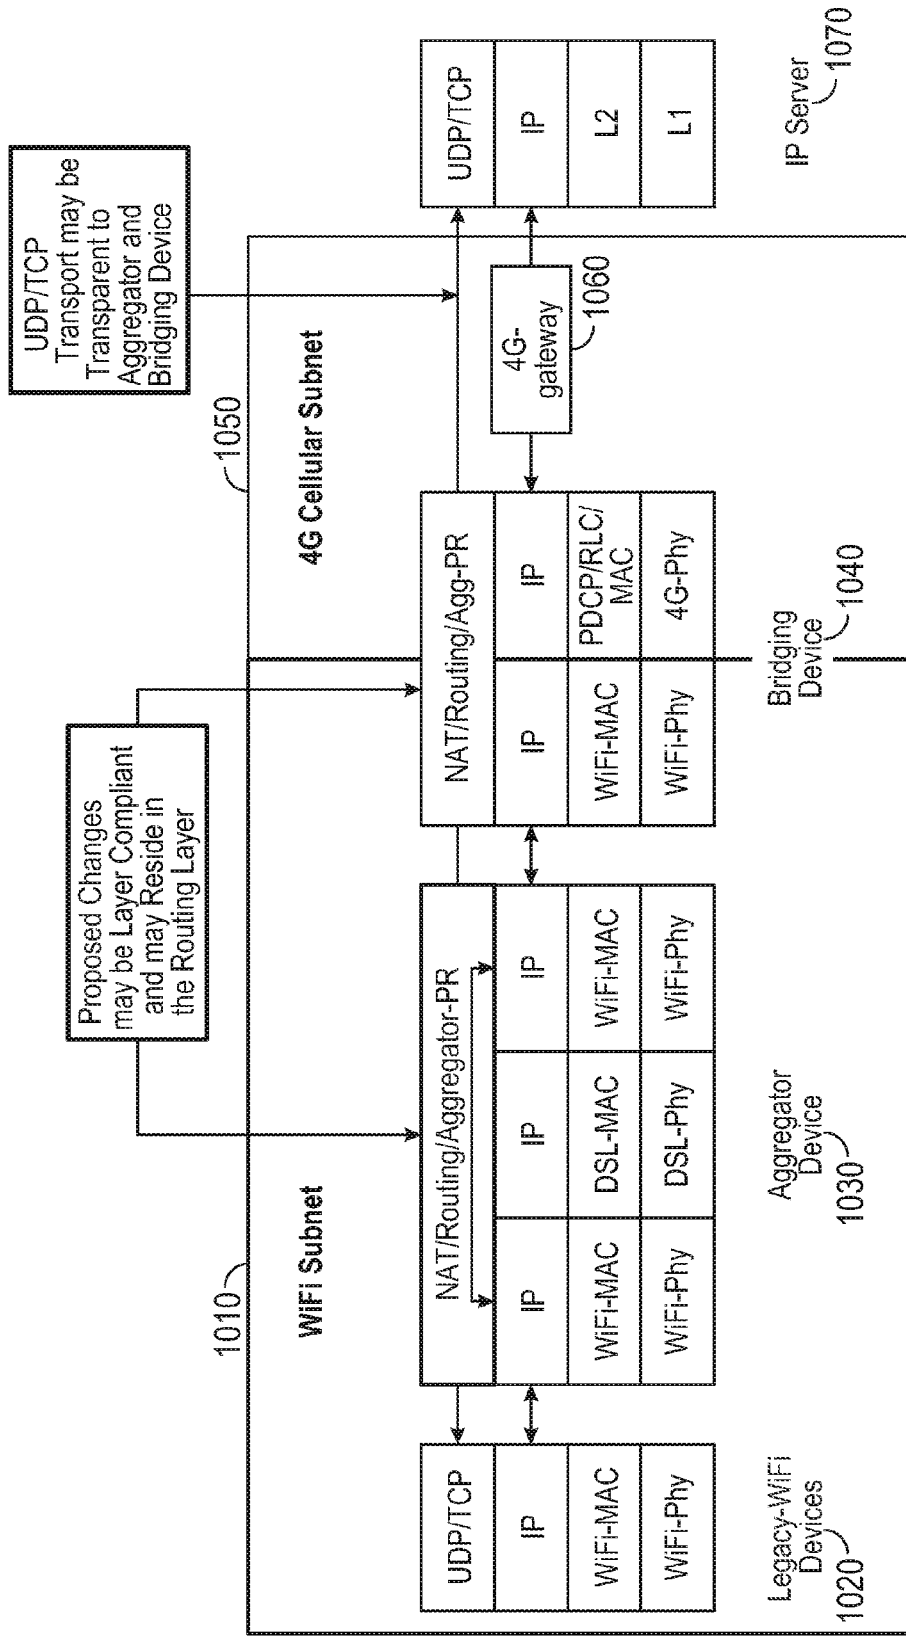 UDP/TCP
Transport may be
Transparent to
Aggregator and
Bridging Device
Proposed Changes
may be Layer Compliant
and may Reside in
the Routing Layer
1010
WiFi Subnet
1050
4G Cellular Subnet
UDP/TCP
IP
WiFi-MAC
WiFi-Phy
Legacy-WiFi
Devices
1020
NAT/Routing/Aggregator-PR
IP
IP
IP
WiFi-MAC
DSL-MAC
WiFi-MAC
WiFi-Phy
DSL-Phy
WiFi-Phy
Aggregator
Device
1030
NAT/Routing/Agg-PR
IP
IP
WiFi-MAC
PDCP/RLC/
MAC
WiFi-Phy
4G-Phy
Bridging
Device
1040
4G-
gateway
1060
UDP/TCP
IP
L2
L1
IP Server
1070